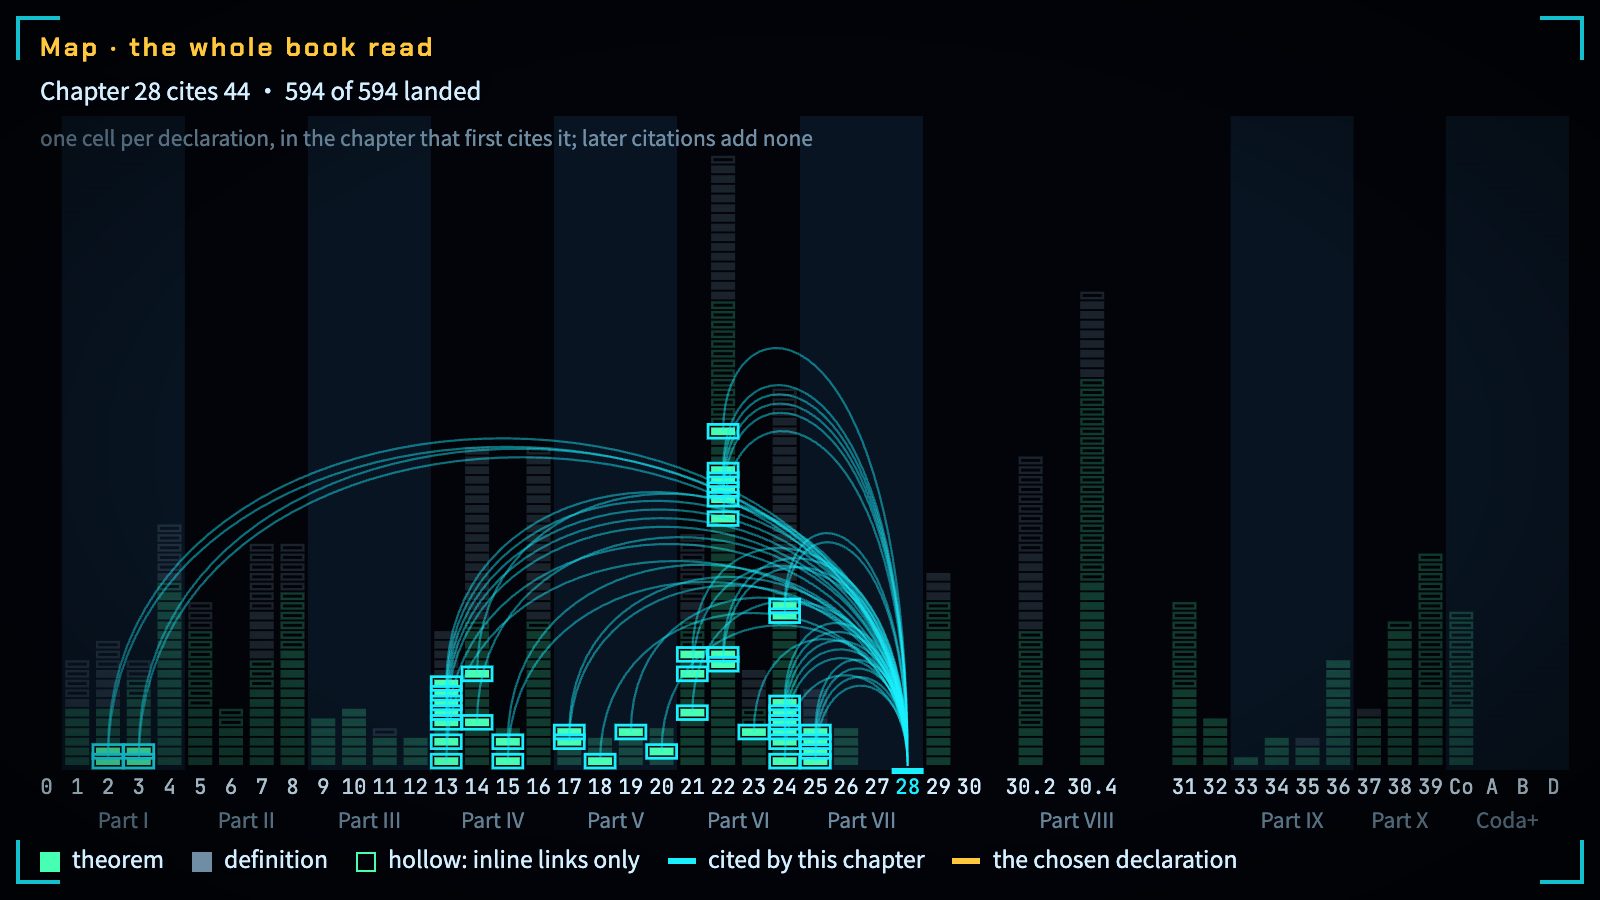 Map · the whole book read
Chapter 28 cites 44 • 594 of 594 landed
one cell per declaration, in the chapter that first cites it; later citations add none
0 1 2 3 4 5 6 7 8 9 10 11 12 13 14 15 16 17 18 19 20 21 22 23 24 25 26 27 28 29 30 30.2 30.4 31 32 33 34 35 36 37 38 39 Co A B D
Part I Part II Part III Part IV Part V Part VI Part VII Part VIII Part IX Part X Coda+
theorem definition hollow: inline links only cited by this chapter the chosen declaration